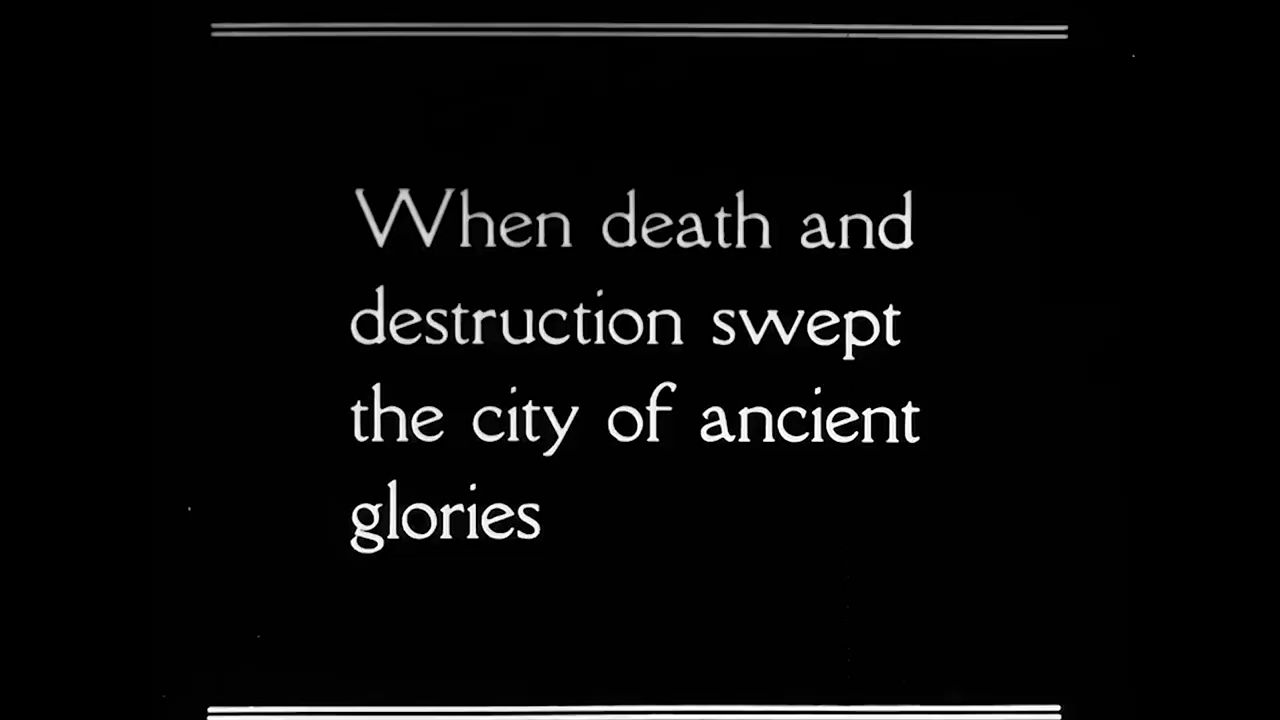 When death and
destruction swept
the city of ancient
glories